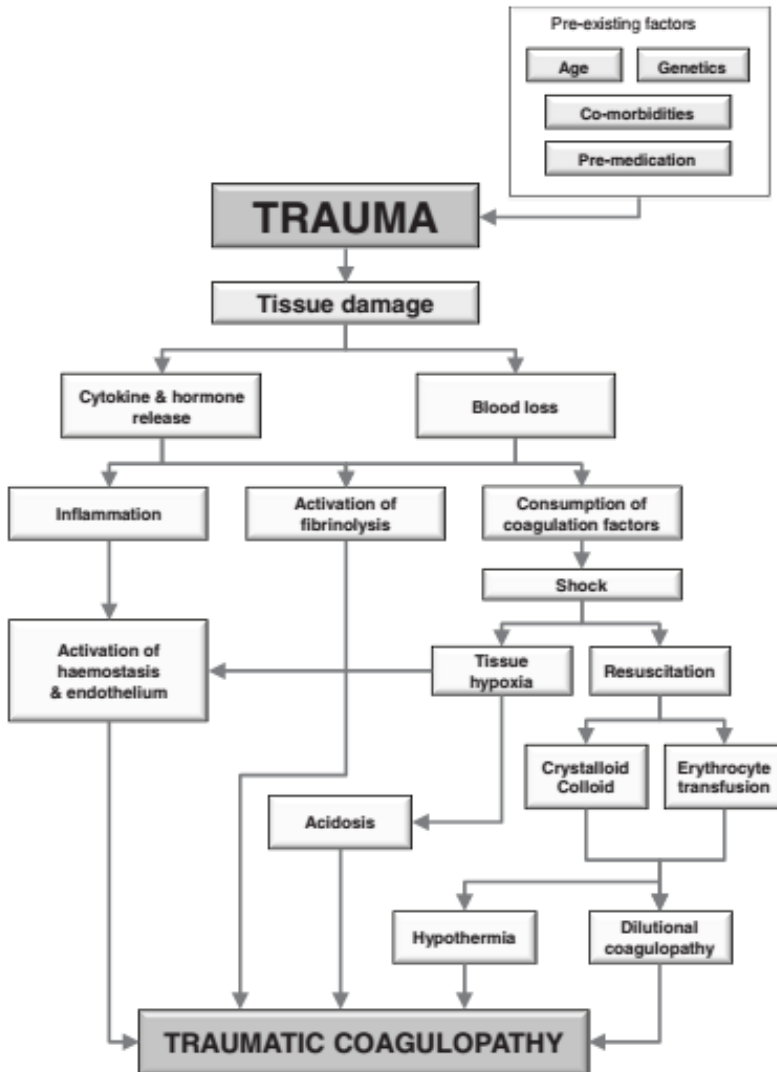 Pre-existing factors
Age
Genetics
Co-morbidities
Pre-medication
TRAUMA
Tissue damage
Cytokine & hormone
release
Blood loss
Inflammation
Activation of
fibrinolysis
Consumption of
coagulation factors
Shock
Activation of
haemostasis
& endothelium
Tissue
hypoxia
Resuscitation
Crystalloid
Colloid
Erythrocyte
transfusion
Acidosis
Hypothermia
Dilutional
coagulopathy
TRAUMATIC COAGULOPATHY